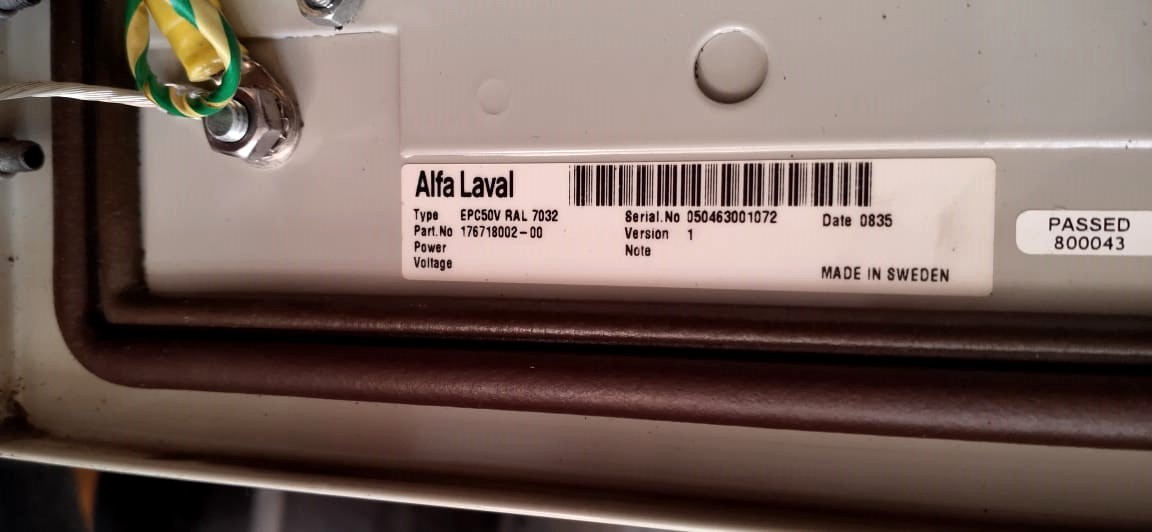 Alfa Laval
Type EPC50V RAL 7032
Part.No 176718002-00
Power
Voltage
Serial.No 050463001072
Version 1
Note
Date 0835
MADE IN SWEDEN
PASSED
800043